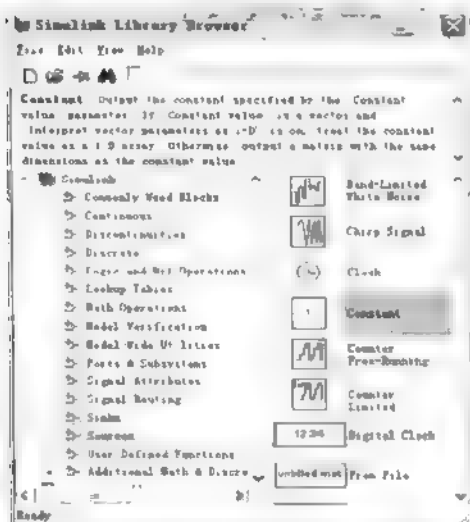 Simulink Library Browser
File Edit View Help
Constant Output the constant specified by the Constant
value parameter If Constant value is a vector and
Interpret vector parameters as 1-D is on, treat the constant
value as a 1 D array Otherwise output a matrix with the same
dimensions as the constant value
Simulink
Commonly Used Blocks
Continuous
Discontinuities
Discrete
Logic and Bit Operations
Lookup Tables
Math Operations
Model Verification
Model-Wide Utilities
Ports & Subsystems
Signal Attributes
Signal Routing
Sinks
Sources
User Defined Functions
Additional Math & Discre
Band-Limited
White Noise
Chirp Signal
Clock
1
Constant
Counter
Free-Running
Counter
Limited
Digital Clock
untitled.mat
From File
Ready